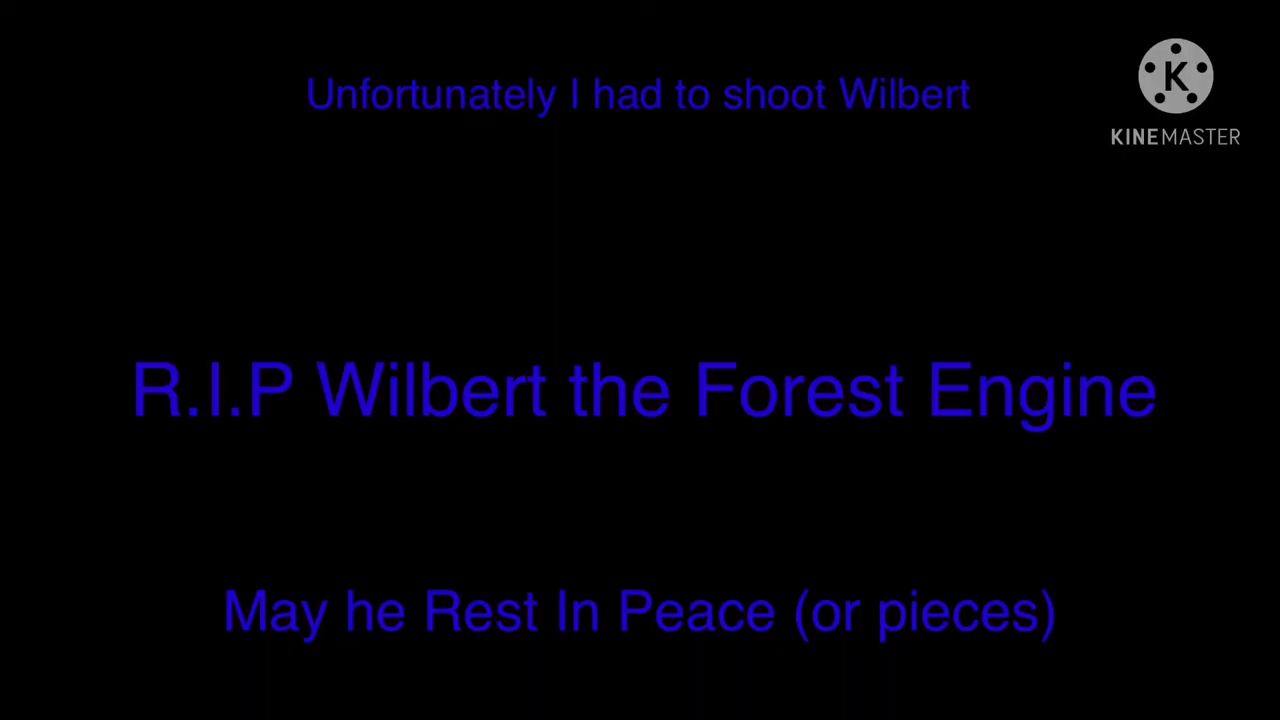 Unfortunately I had to shoot Wilbert
K
KINEMASTER
R.I.P Wilbert the Forest Engine
May he Rest In Peace (or pieces)